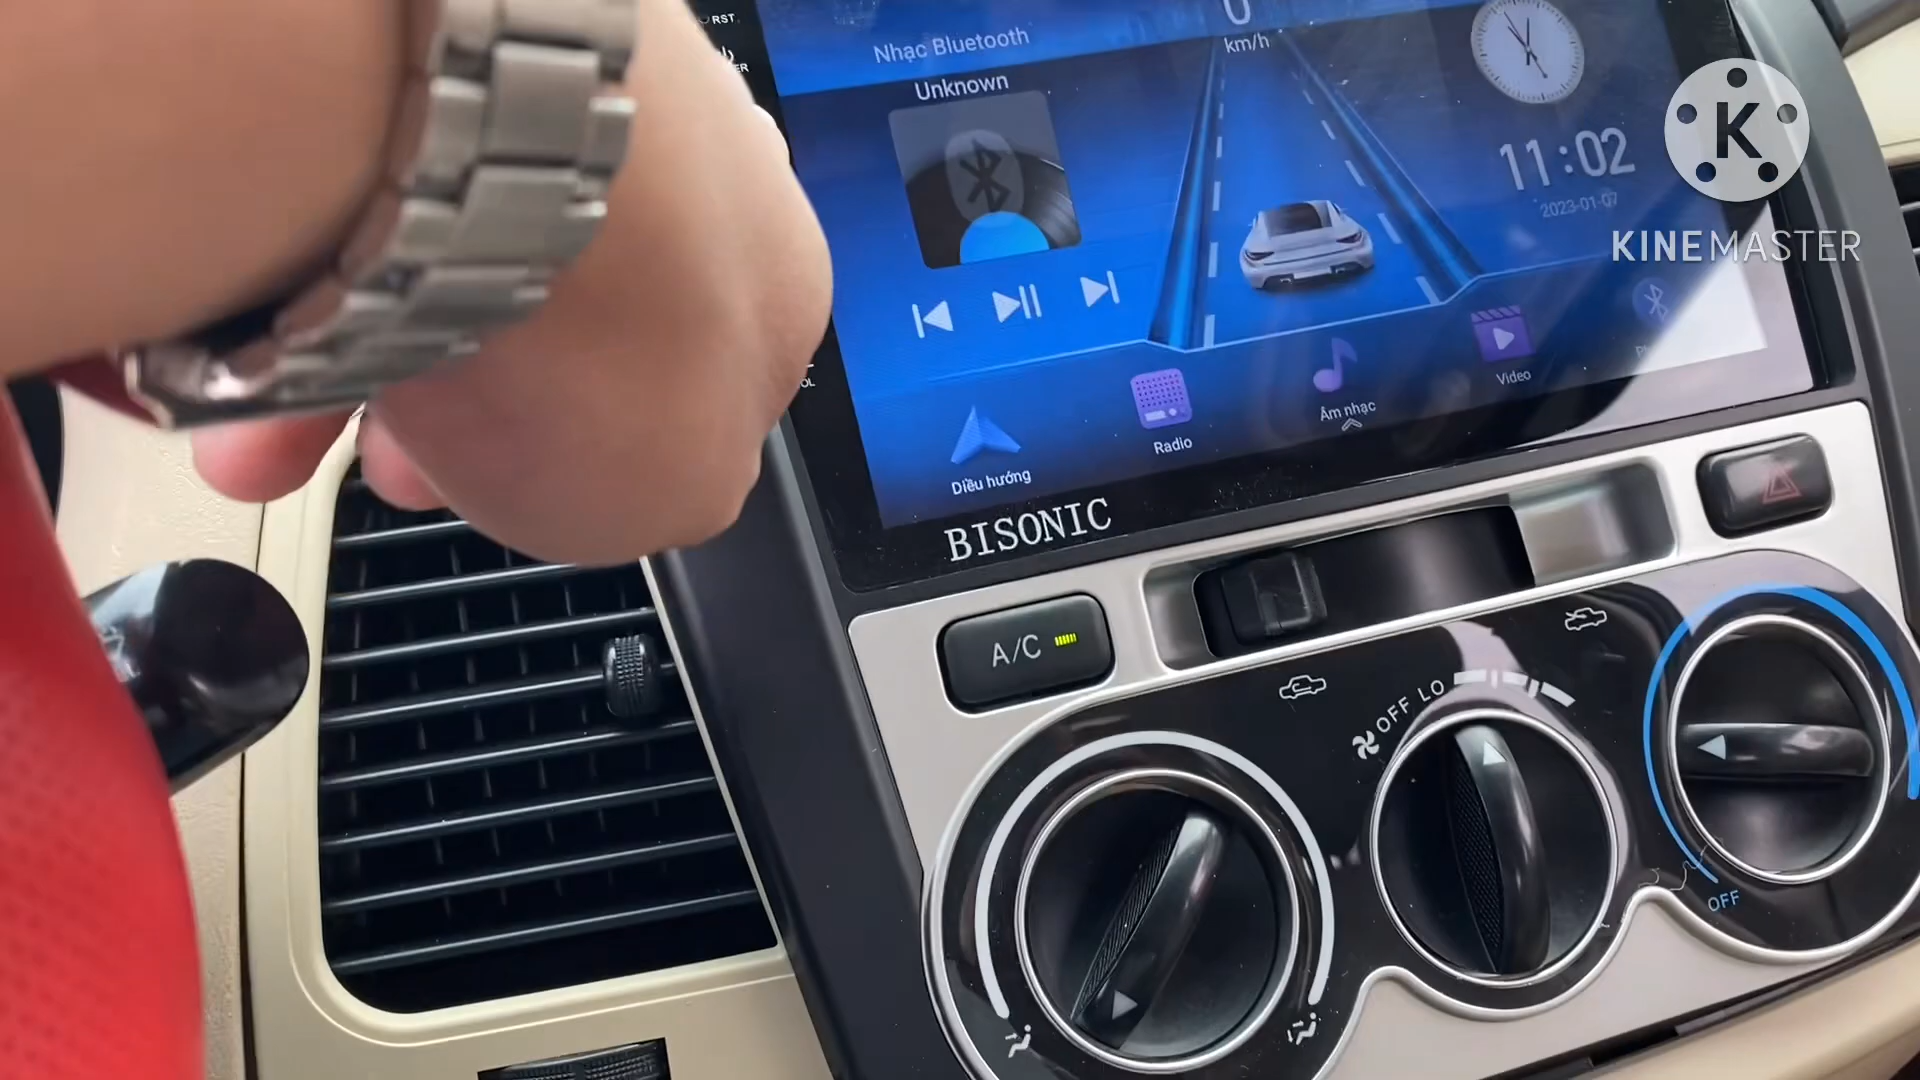 RST
Nhạc Bluetooth
Unknown
0
km/h
11:02
2023-01-07
K
KINEMASTER
Điều hướng
Radio
Âm nhạc
Video
BISONIC
A/C
OFF LO
OFF